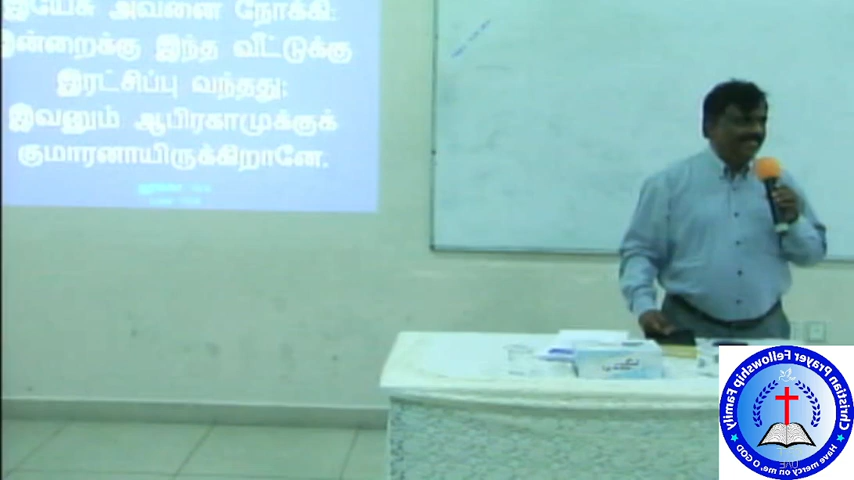 இயேசு அவனை நோக்கி:
இன்றைக்கு இந்த வீட்டுக்கு
இரட்சிப்பு வந்தது;
இவனும் ஆபிரகாமுக்குக்
குமாரனாயிருக்கிறானே.
Christian Prayer Fellowship Family
Have mercy on me, O GOD
LIVE